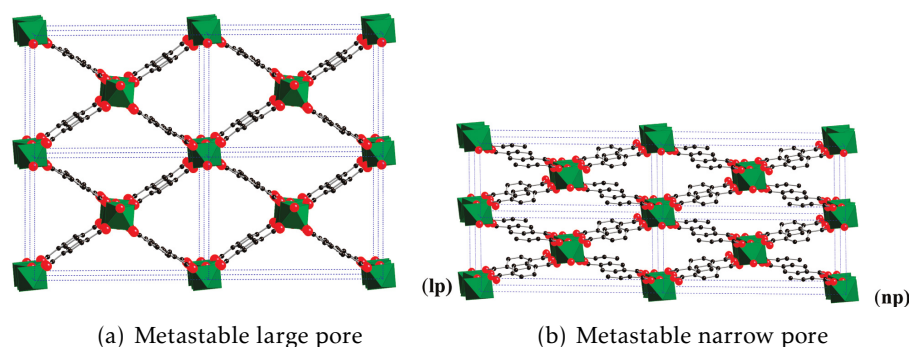 (lp)
(np)
(a) Metastable large pore
(b) Metastable narrow pore